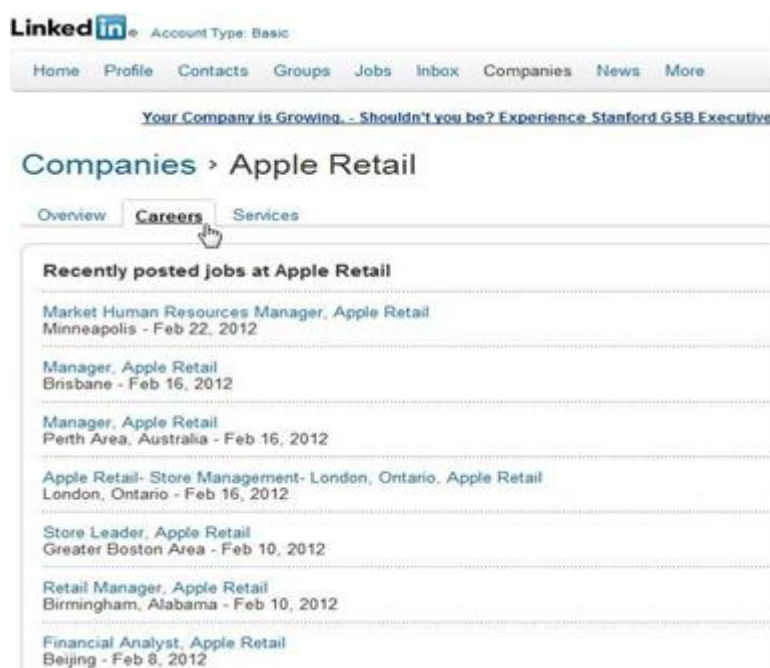 Linked in® Account Type: Basic
Home Profile Contacts Groups Jobs Inbox Companies News More
Your Company is Growing. - Shouldn't you be? Experience Stanford GSB Executive
Companies › Apple Retail
Overview Careers Services
Recently posted jobs at Apple Retail
Market Human Resources Manager, Apple Retail
Minneapolis - Feb 22, 2012
Manager, Apple Retail
Brisbane - Feb 16, 2012
Manager, Apple Retail
Perth Area, Australia - Feb 16, 2012
Apple Retail- Store Management- London, Ontario, Apple Retail
London, Ontario - Feb 16, 2012
Store Leader, Apple Retail
Greater Boston Area - Feb 10, 2012
Retail Manager, Apple Retail
Birmingham, Alabama - Feb 10, 2012
Financial Analyst, Apple Retail
Beijing - Feb 8, 2012